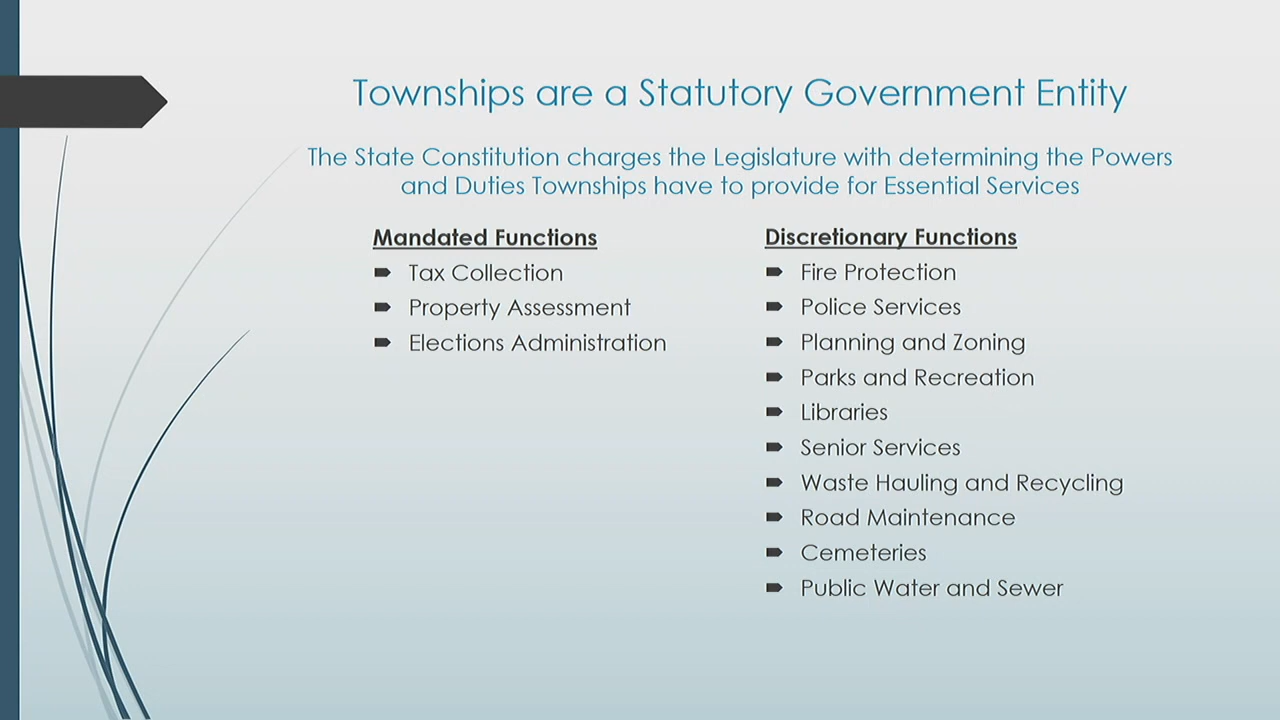 Townships are a Statutory Government Entity
The State Constitution charges the Legislature with determining the Powers
and Duties Townships have to provide for Essential Services
Mandated Functions
Tax Collection
Property Assessment
Elections Administration
Discretionary Functions
Fire Protection
Police Services
Planning and Zoning
Parks and Recreation
Libraries
Senior Services
Waste Hauling and Recycling
Road Maintenance
Cemeteries
Public Water and Sewer